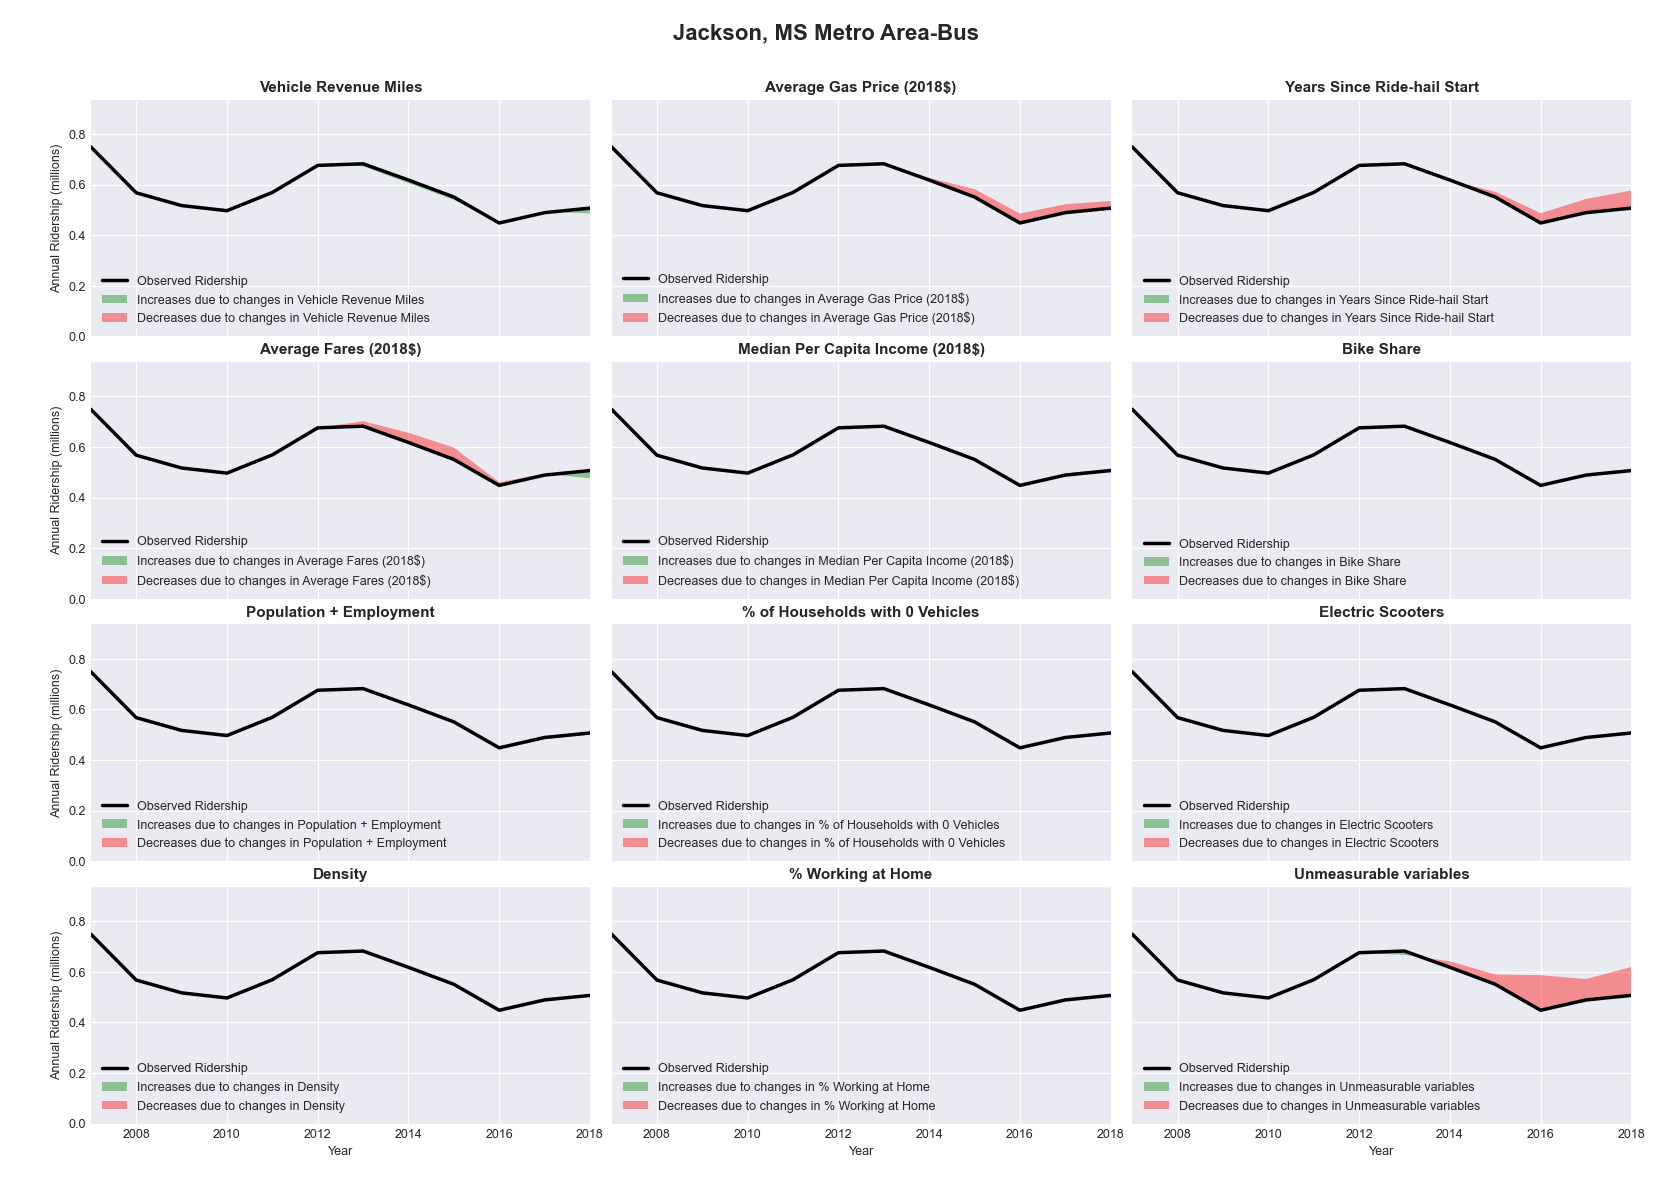 Jackson, MS Metro Area-Bus
Vehicle Revenue Miles
Average Gas Price (2018$)
Years Since Ride-hail Start
Annual Ridership (millions)
0.8
0.6
0.4
0.2
0.0
Observed Ridership
Increases due to changes in Vehicle Revenue Miles
Decreases due to changes in Vehicle Revenue Miles
Observed Ridership
Increases due to changes in Average Gas Price (2018$)
Decreases due to changes in Average Gas Price (2018$)
Observed Ridership
Increases due to changes in Years Since Ride-hail Start
Decreases due to changes in Years Since Ride-hail Start
Average Fares (2018$)
Median Per Capita Income (2018$)
Bike Share
Annual Ridership (millions)
0.8
0.6
0.4
0.2
0.0
Observed Ridership
Increases due to changes in Average Fares (2018$)
Decreases due to changes in Average Fares (2018$)
Observed Ridership
Increases due to changes in Median Per Capita Income (2018$)
Decreases due to changes in Median Per Capita Income (2018$)
Observed Ridership
Increases due to changes in Bike Share
Decreases due to changes in Bike Share
Population + Employment
% of Households with 0 Vehicles
Electric Scooters
Annual Ridership (millions)
0.8
0.6
0.4
0.2
0.0
Observed Ridership
Increases due to changes in Population + Employment
Decreases due to changes in Population + Employment
Observed Ridership
Increases due to changes in % of Households with 0 Vehicles
Decreases due to changes in % of Households with 0 Vehicles
Observed Ridership
Increases due to changes in Electric Scooters
Decreases due to changes in Electric Scooters
Density
% Working at Home
Unmeasurable variables
Annual Ridership (millions)
0.8
0.6
0.4
0.2
0.0
Observed Ridership
Increases due to changes in Density
Decreases due to changes in Density
Observed Ridership
Increases due to changes in % Working at Home
Decreases due to changes in % Working at Home
Observed Ridership
Increases due to changes in Unmeasurable variables
Decreases due to changes in Unmeasurable variables
2008 2010 2012 2014 2016 2018
2008 2010 2012 2014 2016 2018
2008 2010 2012 2014 2016 2018
Year
Year
Year